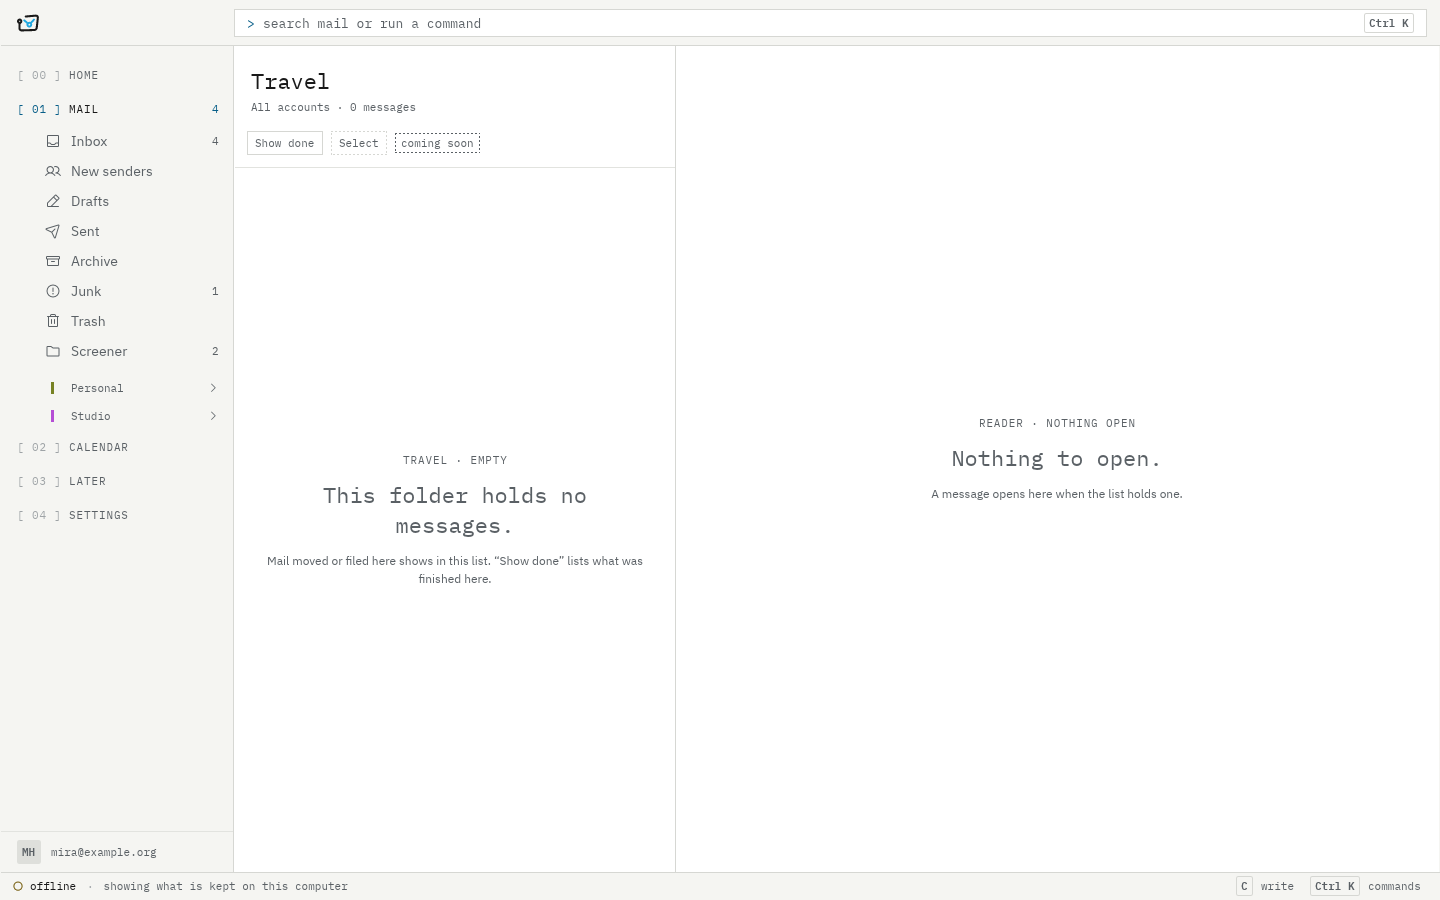 > search mail or run a command Ctrl K
[ 00 ] HOME
[ 01 ] MAIL 4
Inbox 4
New senders
Drafts
Sent
Archive
Junk 1
Trash
Screener 2
Personal
Studio
[ 02 ] CALENDAR
[ 03 ] LATER
[ 04 ] SETTINGS
MH mira@example.org
Travel
All accounts · 0 messages
Show done Select coming soon
TRAVEL · EMPTY
This folder holds no
messages.
Mail moved or filed here shows in this list. “Show done” lists what was
finished here.
READER · NOTHING OPEN
Nothing to open.
A message opens here when the list holds one.
offline · showing what is kept on this computer
C write Ctrl K commands